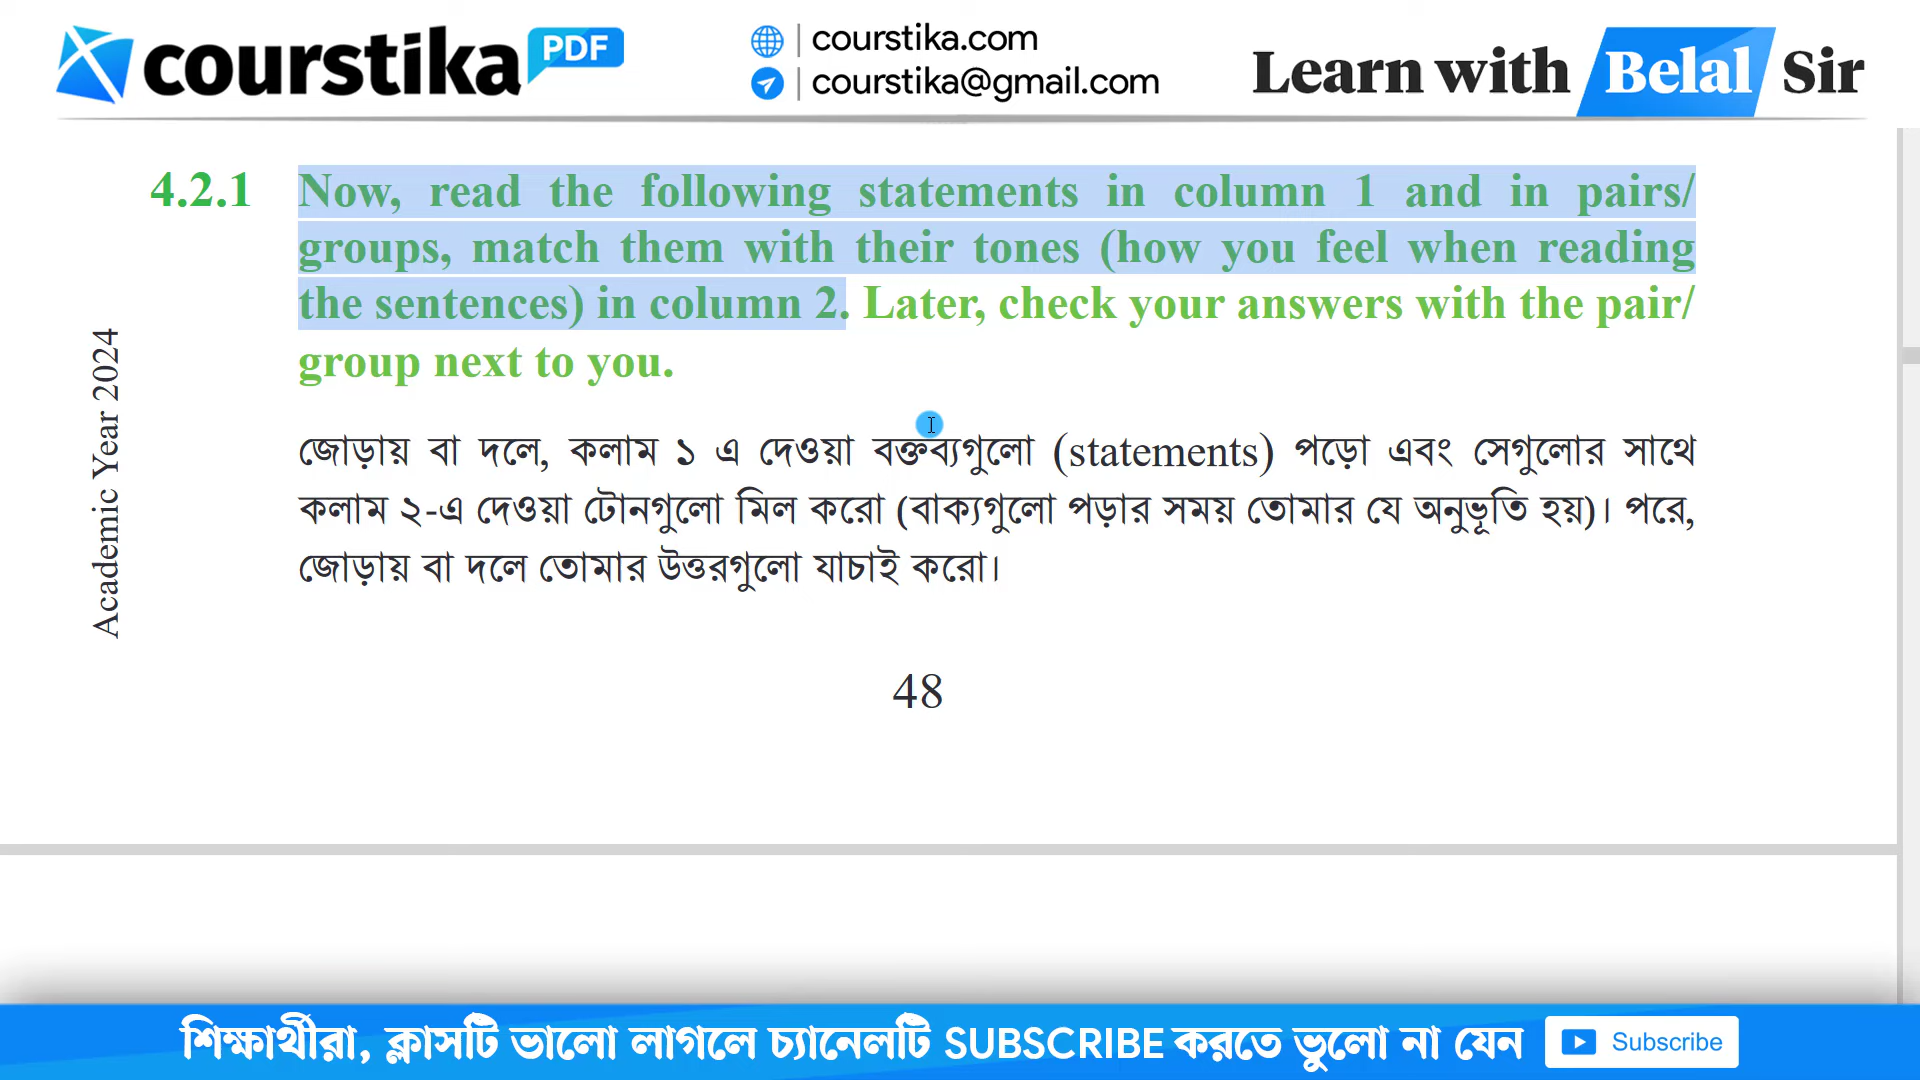 courstika PDF
courstika.com
courstika@gmail.com
Learn with Belal Sir
4.2.1 Now, read the following statements in column 1 and in pairs/
groups, match them with their tones (how you feel when reading
the sentences) in column 2. Later, check your answers with the pair/
group next to you.
জোড়ায় বা দলে, কলাম ১ এ দেওয়া বক্তব্যগুলো (statements) পড়ো এবং সেগুলোর সাথে
কলাম ২-এ দেওয়া টোনগুলো মিল করো (বাক্যগুলো পড়ার সময় তোমার যে অনুভূতি হয়)। পরে,
জোড়ায় বা দলে তোমার উত্তরগুলো যাচাই করো।
Academic Year 2024
48
শিক্ষার্থীরা, ক্লাসটি ভালো লাগলে চ্যানেলটি SUBSCRIBE করতে ভুলো না যেন
Subscribe